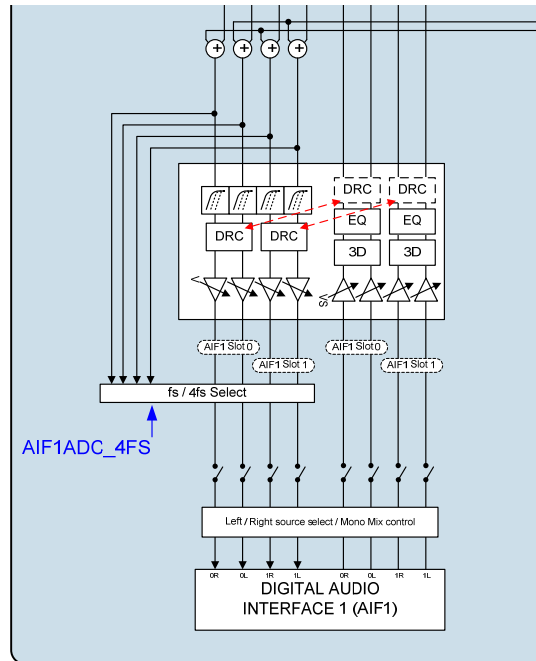 + + + +
DRC DRC
EQ EQ
DRC DRC
3D 3D
AIF1 Slot 0 AIF1 Slot 0
AIF1 Slot 1 AIF1 Slot 1
fs / 4fs Select
AIF1ADC_4FS
Left / Right source select / Mono Mix control
0R 0L 1R 1L 0R 0L 1R 1L
DIGITAL AUDIO
INTERFACE 1 (AIF1)